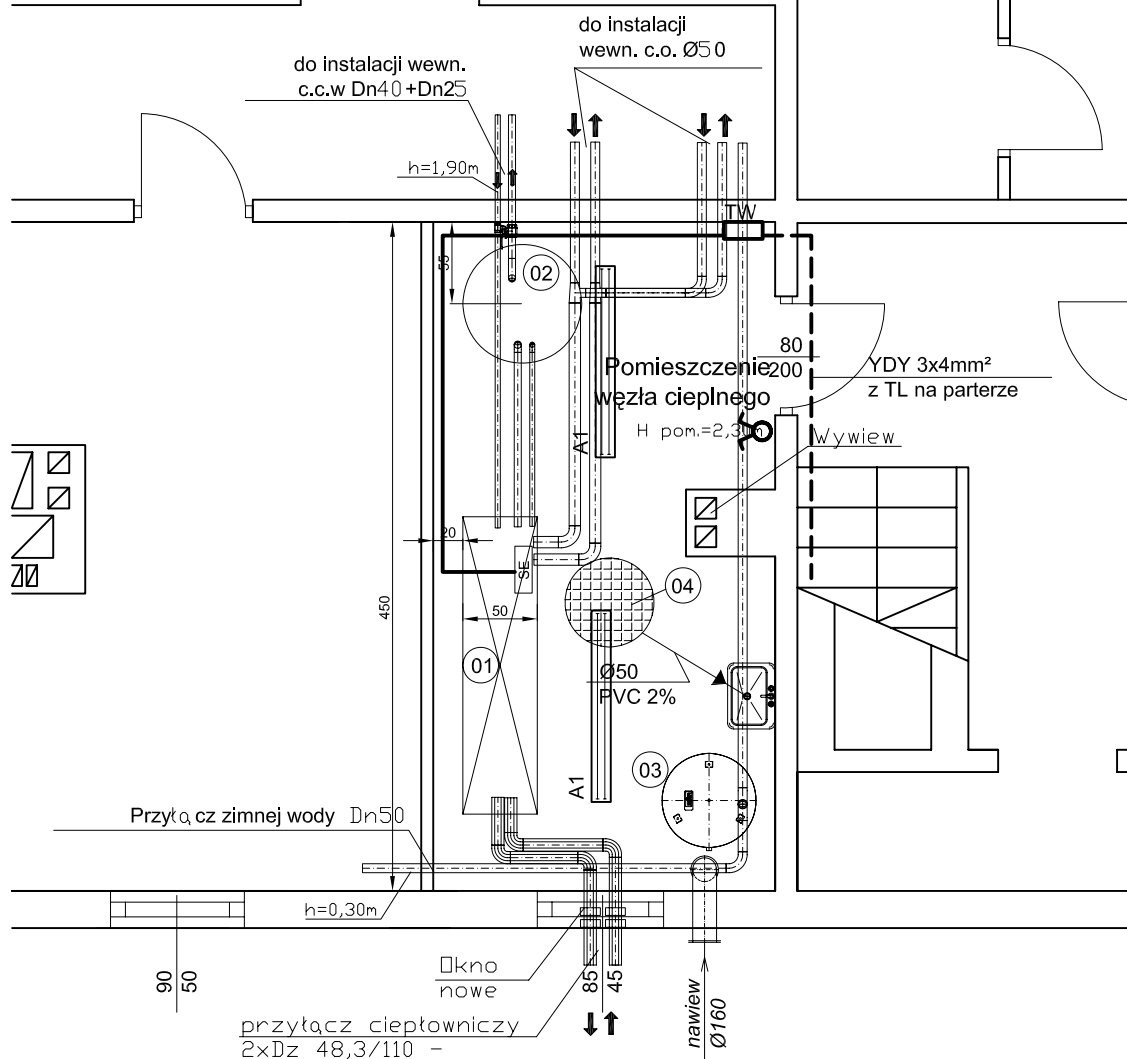 do instalacji
wewn. c.o. Ø50
do instalacji wewn.
c.c.w Dn40+Dn25
h=1,90m
TW
55
02
80
200
Pomieszczenie
węzła cieplnego
H pom.=2,30m
YDY 3x4mm²
z TL na parterze
A1
Wywiew
20
SE
04
450
50
01
Ø50
PVC 2%
03
A1
Przyłącz zimnej wody Dn50
h=0,30m
90
50
Okno
nowe
85
45
nawiew
Ø160
przyłącz ciepłowniczy
2xDz 48,3/110 -